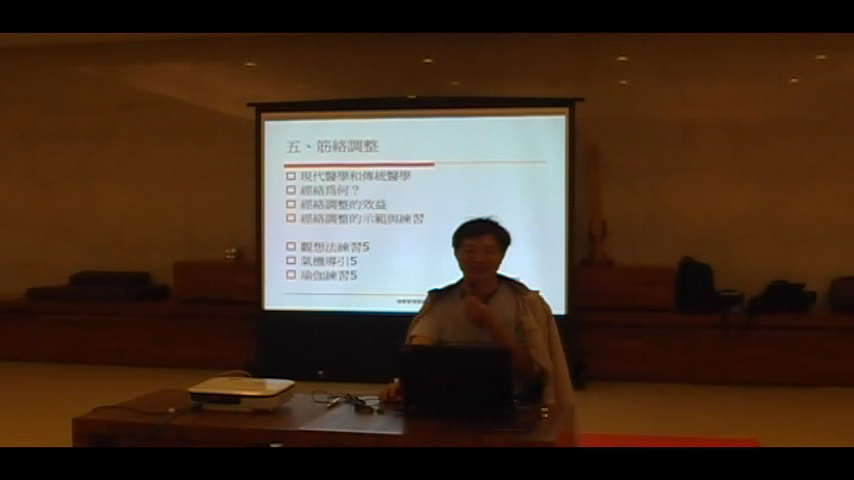 五、筋絡調整
現代醫學和傳統醫學
經絡為何？
經絡調整的效益
經絡調整的示範與練習
觀想法練習5
氣機導引5
瑜伽練習5